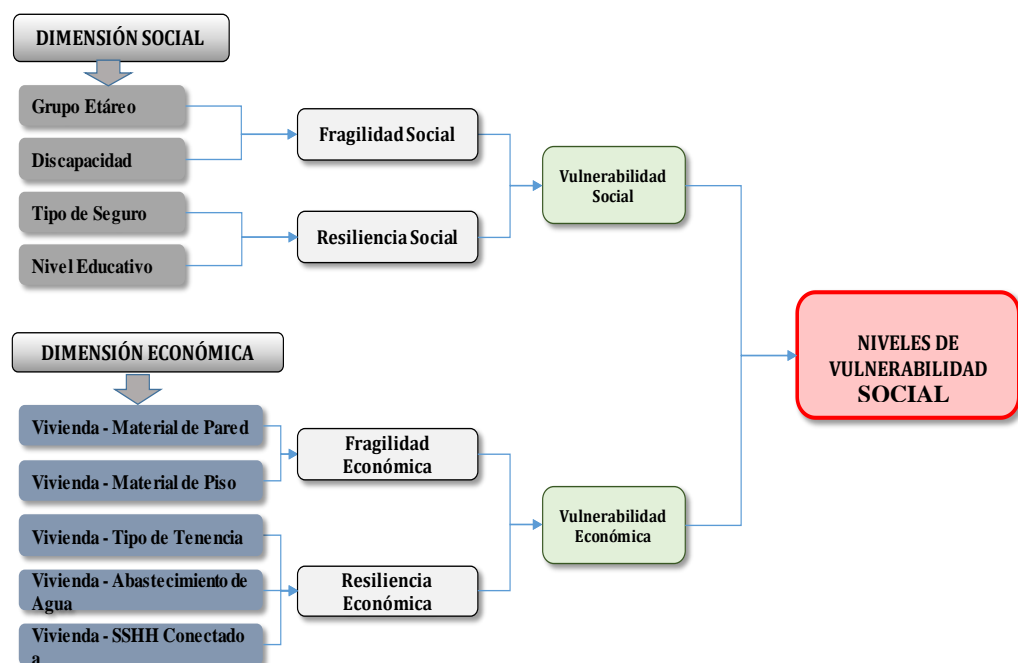 DIMENSIÓN SOCIAL
Grupo Etáreo
Discapacidad
Tipo de Seguro
Nivel Educativo
Fragilidad Social
Resiliencia Social
Vulnerabilidad
Social
DIMENSIÓN ECONÓMICA
Vivienda - Material de Pared
Vivienda - Material de Piso
Vivienda - Tipo de Tenencia
Vivienda - Abastecimiento de
Agua
Vivienda - SSHH Conectado
a
Fragilidad
Económica
Resiliencia
Económica
Vulnerabilidad
Económica
NIVELES DE
VULNERABILIDAD
SOCIAL